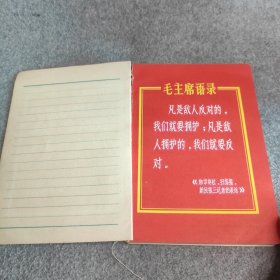 毛主席语录
凡是敌人反对的，
我们就要拥护；凡是敌
人拥护的，我们就要反
对。
《和中央社、扫荡报、
新民报三记者的谈话》